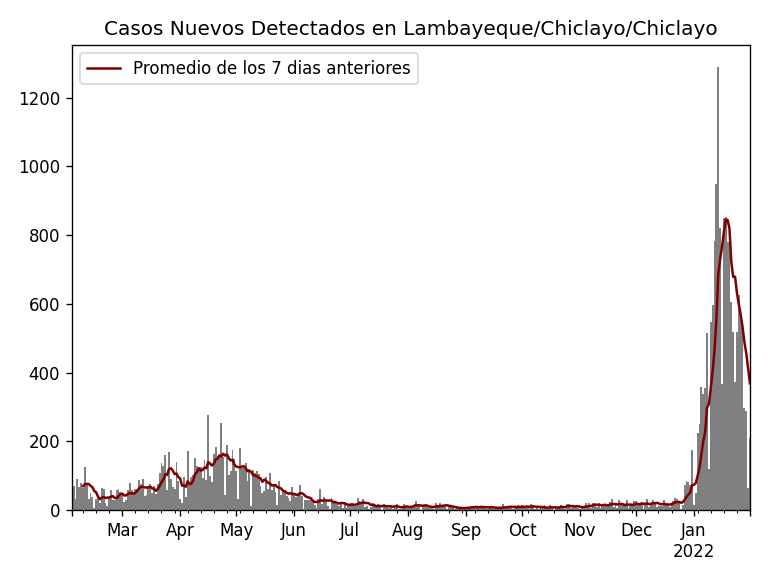 Casos Nuevos Detectados en Lambayeque/Chiclayo/Chiclayo
Promedio de los 7 dias anteriores
1200
1000
800
600
400
200
0
Mar Apr May Jun Jul Aug Sep Oct Nov Dec Jan
2022